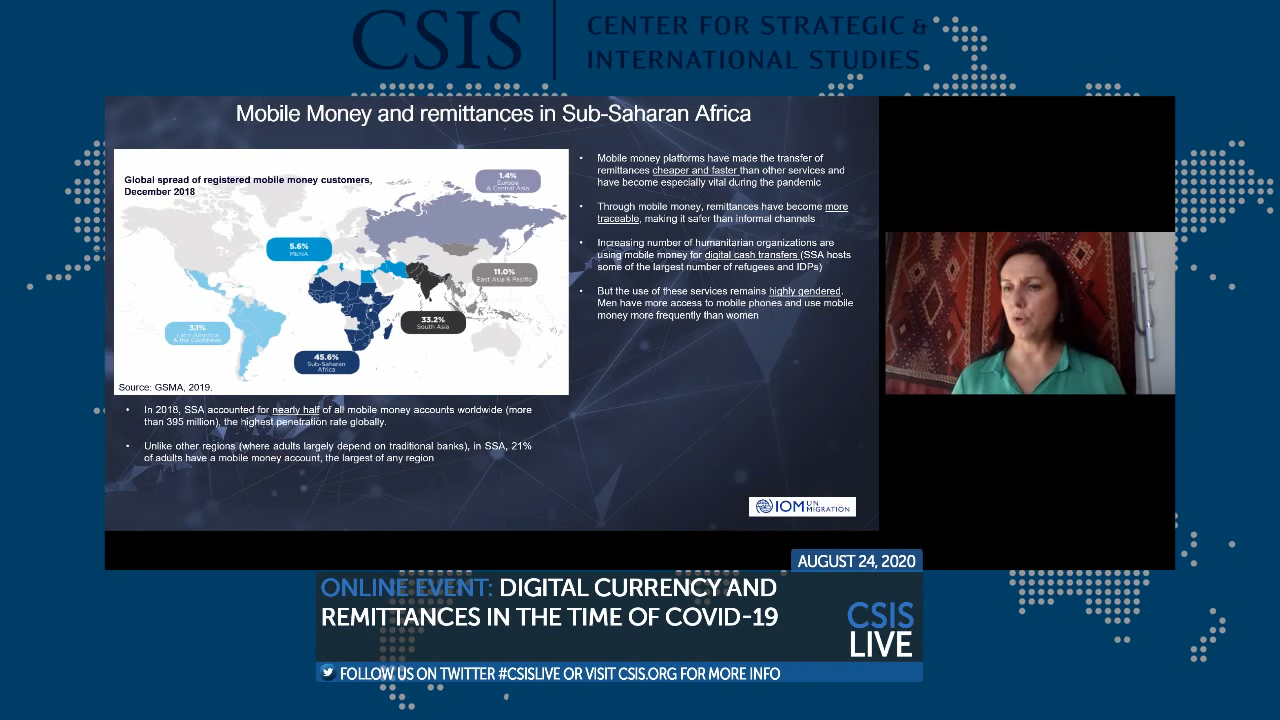 CSIS
CENTER FOR STRATEGIC &
INTERNATIONAL STUDIES
Mobile Money and remittances in Sub-Saharan Africa
Global spread of registered mobile money customers,
December 2018
1.4%
Europe
& Central Asia
5.6%
MENA
11.0%
East Asia & Pacific
33.2%
South Asia
3.1%
Latin America
& the Caribbean
45.6%
Sub-Saharan
Africa
Source: GSMA, 2019.
• In 2018, SSA accounted for nearly half of all mobile money accounts worldwide (more
than 395 million), the highest penetration rate globally.
• Unlike other regions (where adults largely depend on traditional banks), in SSA, 21%
of adults have a mobile money account, the largest of any region
• Mobile money platforms have made the transfer of
remittances cheaper and faster than other services and
have become especially vital during the pandemic
• Through mobile money, remittances have become more
traceable, making it safer than informal channels
• Increasing number of humanitarian organizations are
using mobile money for digital cash transfers (SSA hosts
some of the largest number of refugees and IDPs)
• But the use of these services remains highly gendered.
Men have more access to mobile phones and use mobile
money more frequently than women
IOM UN
MIGRATION
AUGUST 24, 2020
ONLINE EVENT: DIGITAL CURRENCY AND
REMITTANCES IN THE TIME OF COVID-19
CSIS
LIVE
FOLLOW US ON TWITTER #CSISLIVE OR VISIT CSIS.ORG FOR MORE INFO